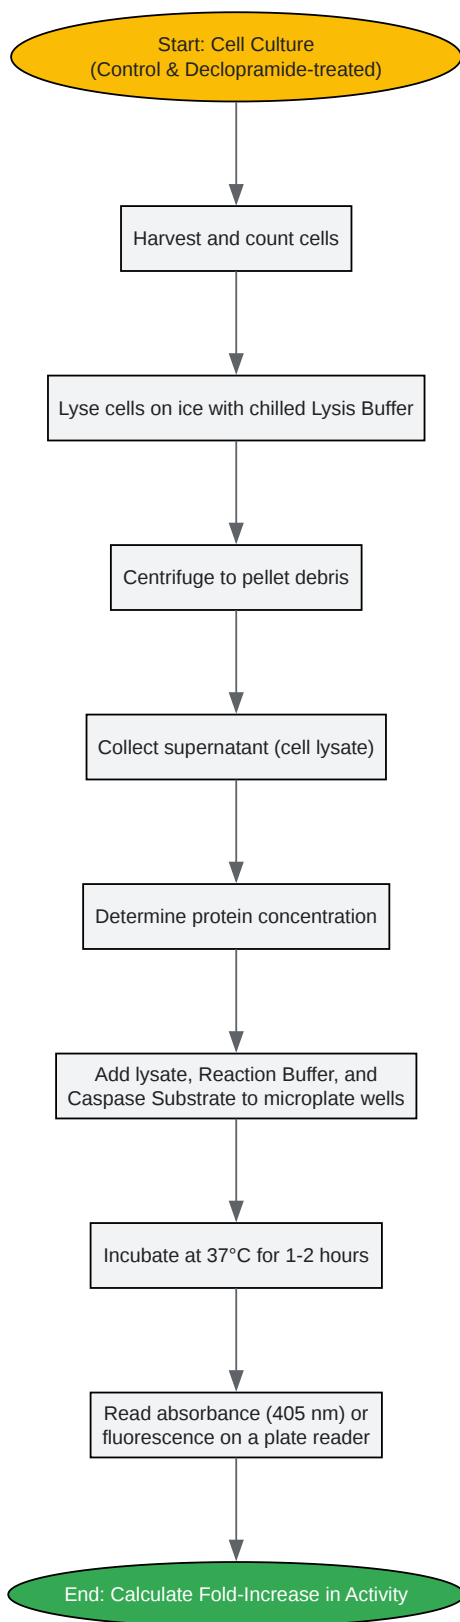 Start: Cell Culture
(Control & Declopramide-treated)
Harvest and count cells
Lyse cells on ice with chilled Lysis Buffer
Centrifuge to pellet debris
Collect supernatant (cell lysate)
Determine protein concentration
Add lysate, Reaction Buffer, and
Caspase Substrate to microplate wells
Incubate at 37°C for 1-2 hours
Read absorbance (405 nm) or
fluorescence on a plate reader
End: Calculate Fold-Increase in Activity